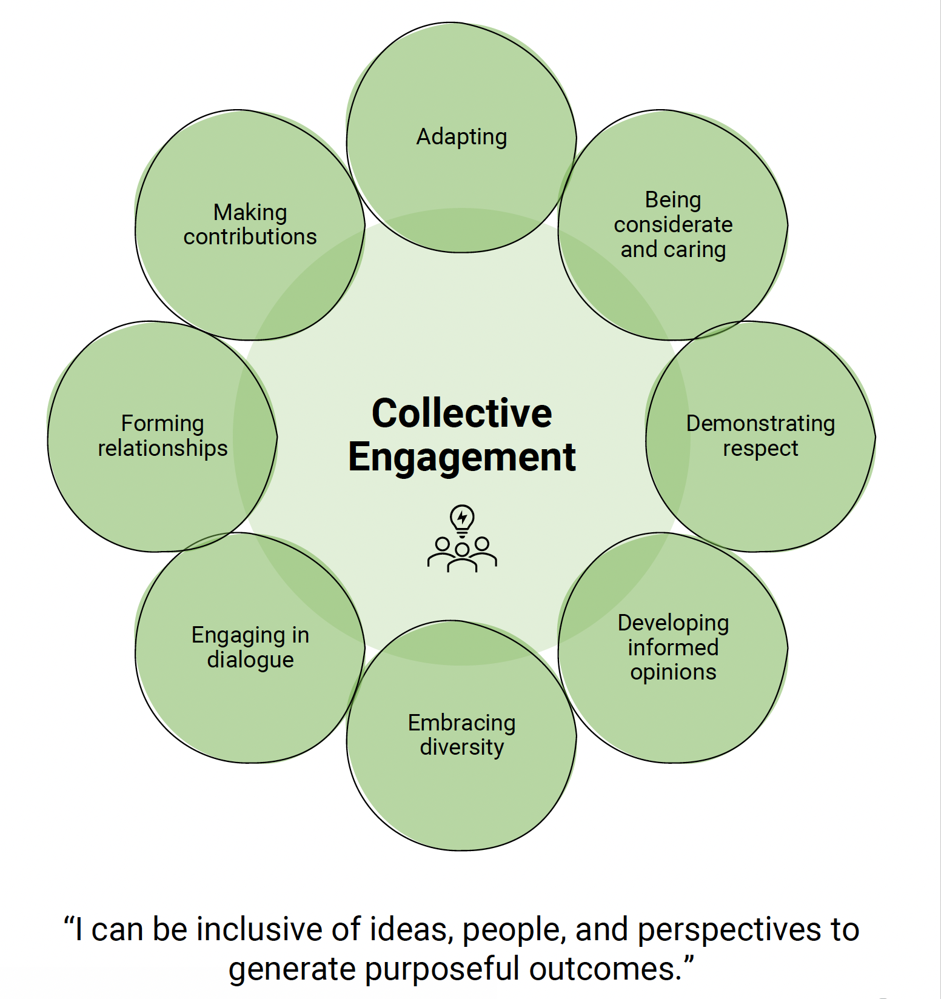 Adapting
Being
considerate
and caring
Demonstrating
respect
Developing
informed
opinions
Embracing
diversity
Engaging in
dialogue
Forming
relationships
Making
contributions
Collective
Engagement
“I can be inclusive of ideas, people, and perspectives to
generate purposeful outcomes.”